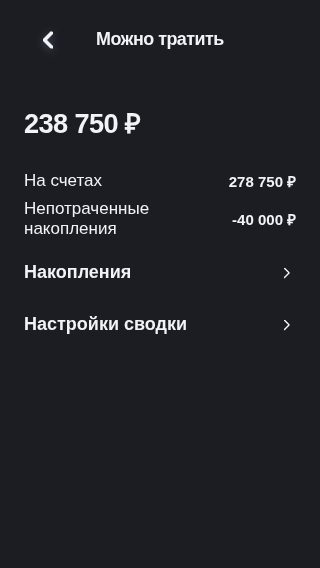 Можно тратить
238 750 ₽
На счетах 278 750 ₽
Непотраченные
накопления -40 000 ₽
Накопления
Настройки сводки